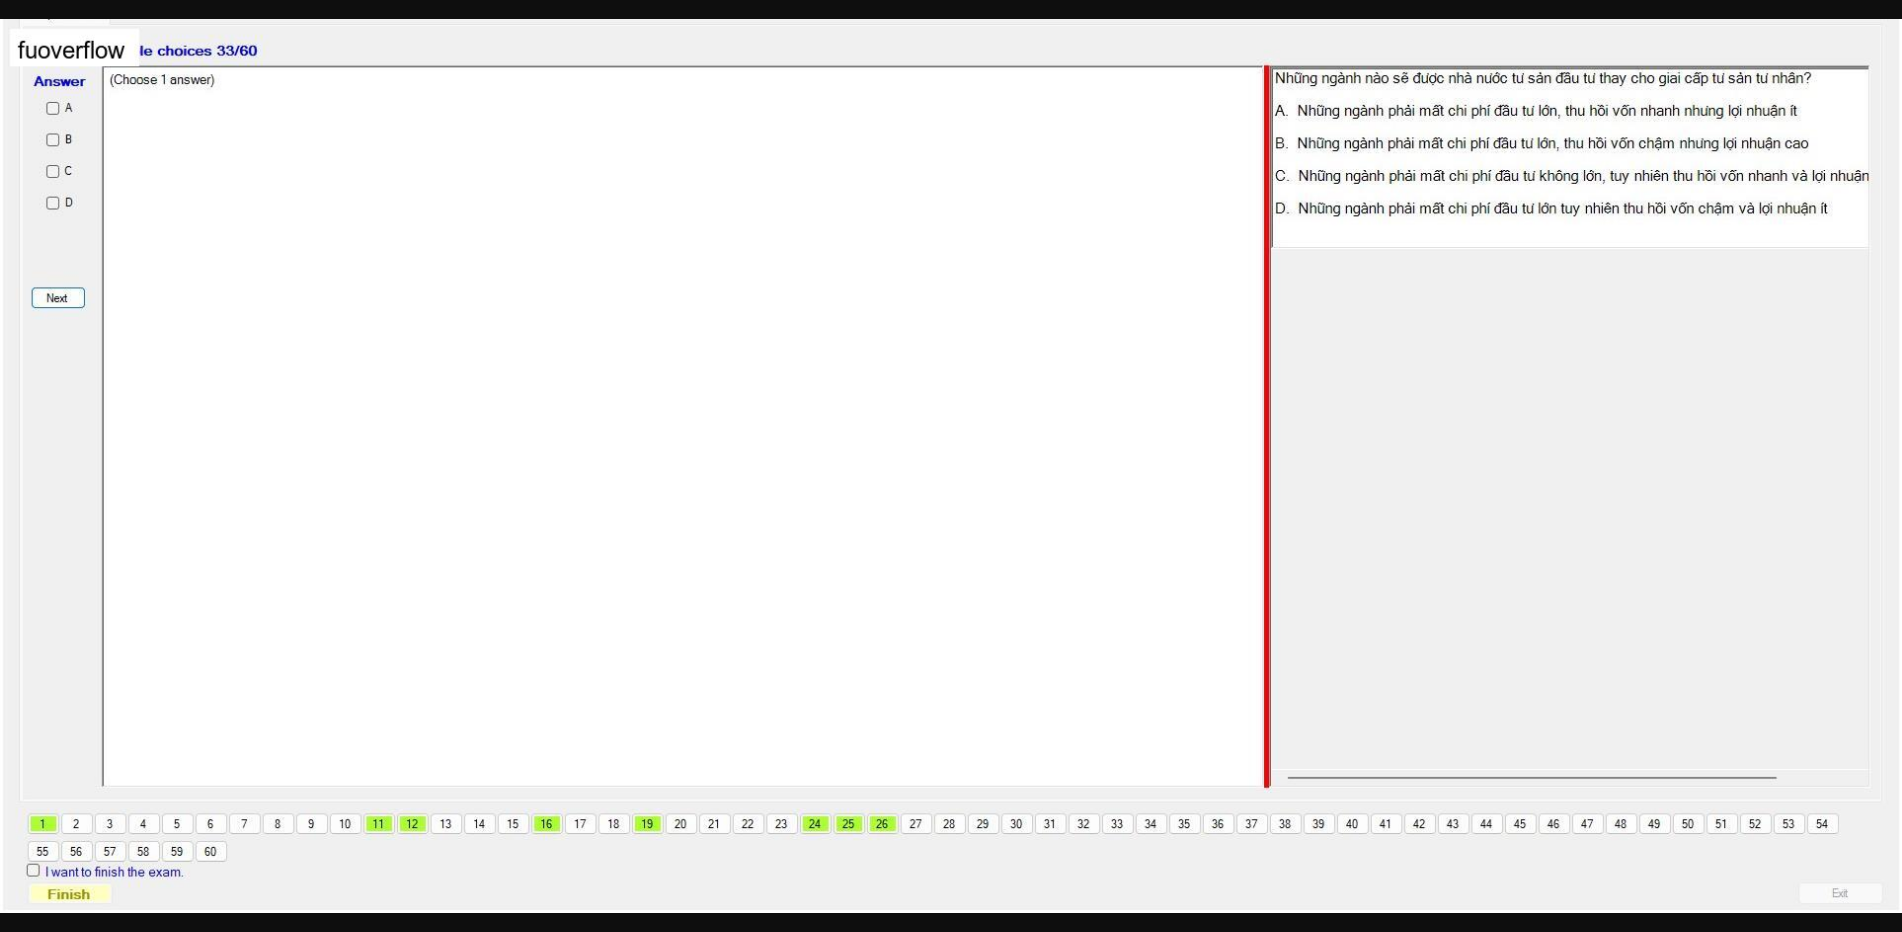 fuoverflow le choices 33/60
Answer
(Choose 1 answer)
A
B
C
D
Next
Những ngành nào sẽ được nhà nước tư sản đầu tư thay cho giai cấp tư sản tư nhân?
A. Những ngành phải mất chi phí đầu tư lớn, thu hồi vốn nhanh nhưng lợi nhuận ít
B. Những ngành phải mất chi phí đầu tư lớn, thu hồi vốn chậm nhưng lợi nhuận cao
C. Những ngành phải mất chi phí đầu tư không lớn, tuy nhiên thu hồi vốn nhanh và lợi nhuận
D. Những ngành phải mất chi phí đầu tư lớn tuy nhiên thu hồi vốn chậm và lợi nhuận ít
1 2 3 4 5 6 7 8 9 10 11 12 13 14 15 16 17 18 19 20 21 22 23 24 25 26 27 28 29 30 31 32 33 34 35 36 37 38 39 40 41 42 43 44 45 46 47 48 49 50 51 52 53 54
55 56 57 58 59 60
I want to finish the exam.
Finish
Exit